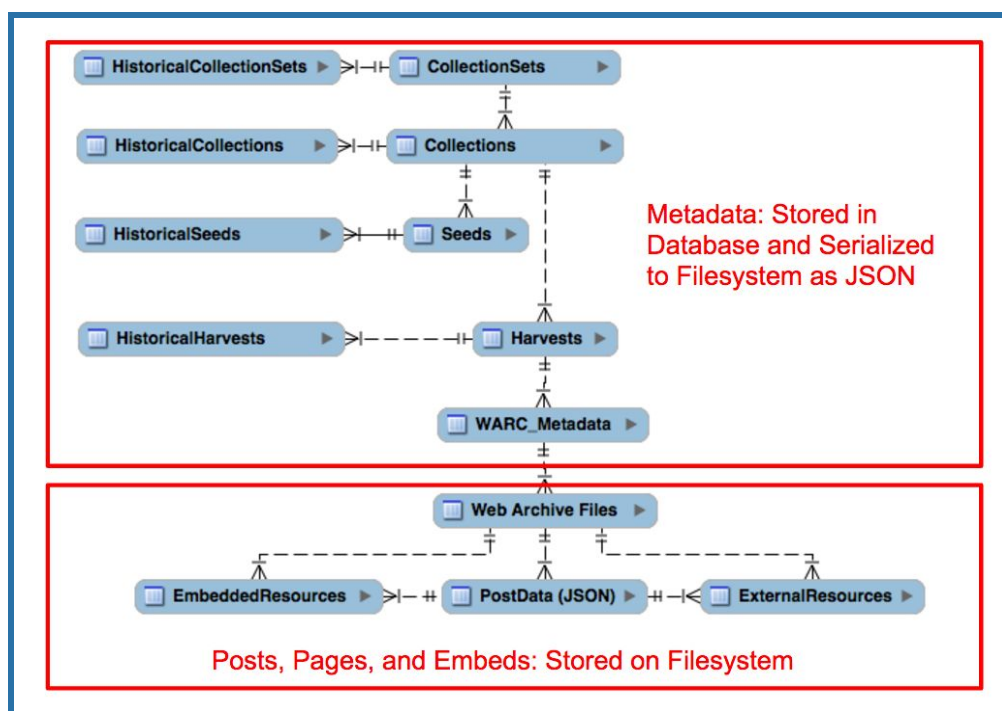 HistoricalCollectionSets
CollectionSets
HistoricalCollections
Collections
HistoricalSeeds
Seeds
Metadata: Stored in
Database and Serialized
to Filesystem as JSON
HistoricalHarvests
Harvests
WARC_Metadata
Web Archive Files
EmbeddedResources
PostData (JSON)
ExternalResources
Posts, Pages, and Embeds: Stored on Filesystem